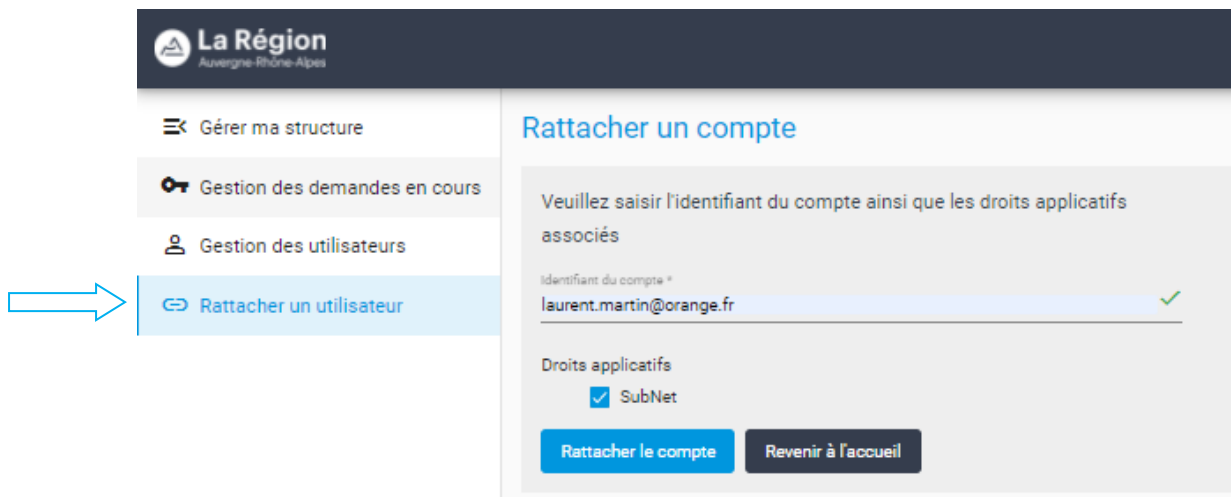 La Région
Auvergne-Rhône-Alpes
Gérer ma structure
Gestion des demandes en cours
Gestion des utilisateurs
Rattacher un utilisateur
Rattacher un compte
Veuillez saisir l'identifiant du compte ainsi que les droits applicatifs
associés
Identifiant du compte *
laurent.martin@orange.fr
Droits applicatifs
SubNet
Rattacher le compte
Revenir à l'accueil